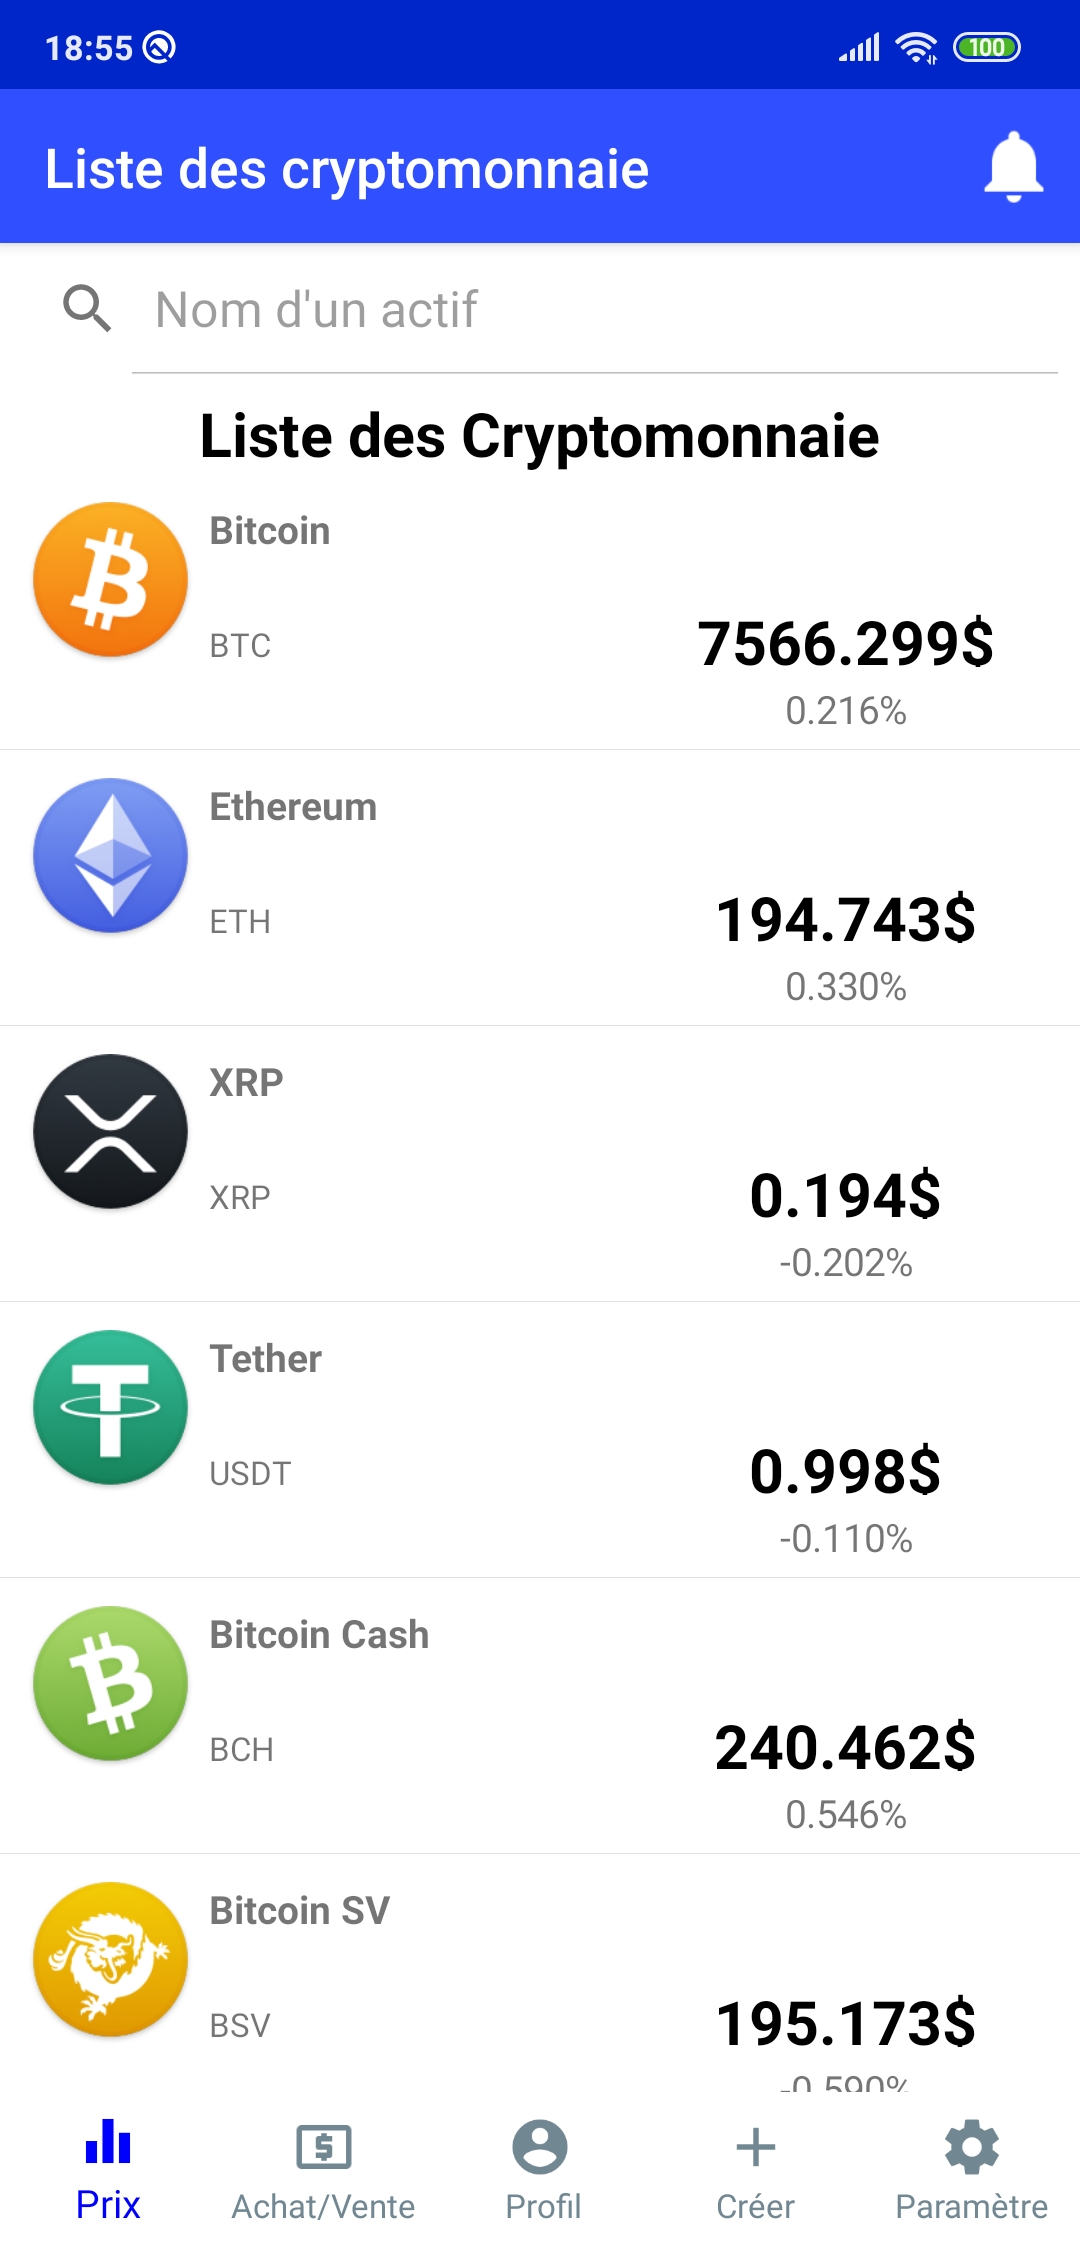 18:55
100
Liste des cryptomonnaie
Nom d'un actif
Liste des Cryptomonnaie
Bitcoin
BTC
7566.299$
0.216%
Ethereum
ETH
194.743$
0.330%
XRP
XRP
0.194$
-0.202%
Tether
USDT
0.998$
-0.110%
Bitcoin Cash
BCH
240.462$
0.546%
Bitcoin SV
BSV
195.173$
-0.590%
Prix
Achat/Vente
Profil
Créer
Paramètre